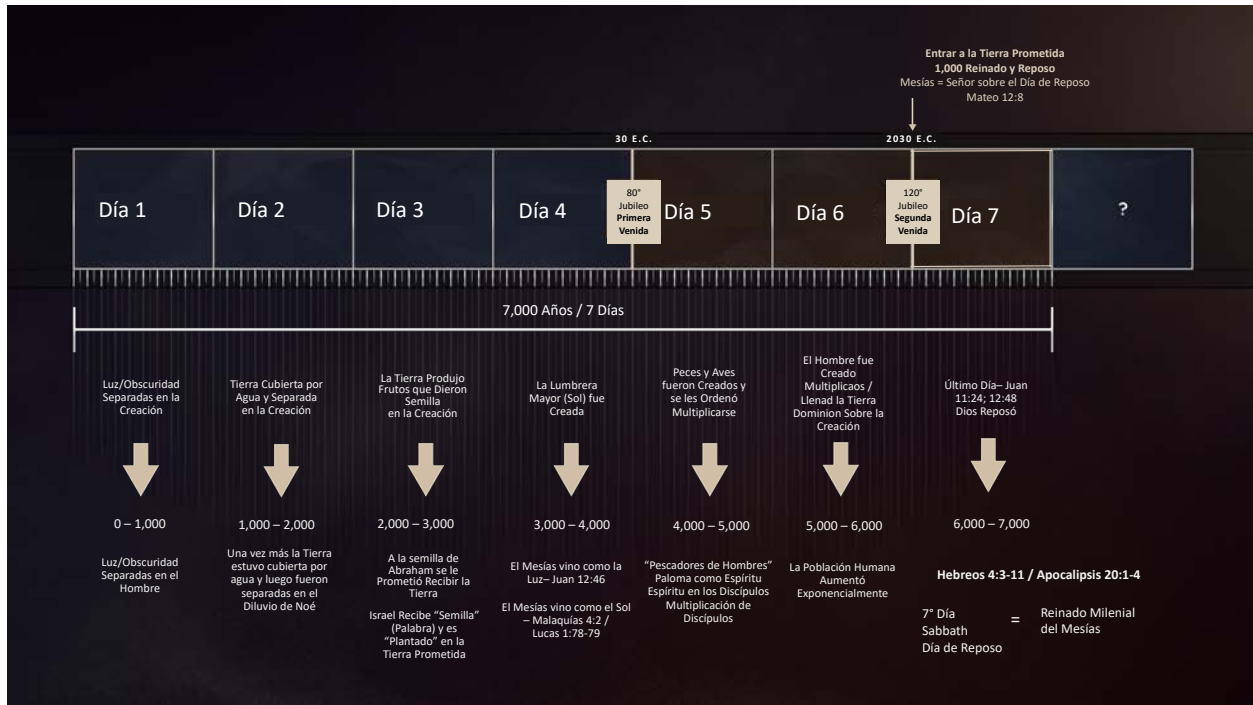 Entrar a la Tierra Prometida
1,000 Reinado y Reposo
Mesías = Señor sobre el Día de Reposo
Mateo 12:8
30 E.C.
2030 E.C.
Día 1
Día 2
Día 3
Día 4
80°
Jubileo
Primera
Venida
Día 5
Día 6
120°
Jubileo
Segunda
Venida
Día 7
?
7,000 Años / 7 Días
Luz/Obscuridad
Separadas en la
Creación
Tierra Cubierta por
Agua y Separada
en la Creación
La Tierra Produjo
Frutos que Dieron
Semilla
en la Creación
La Lumbrera
Mayor (Sol) fue
Creada
Peces y Aves
fueron Creados y
se les Ordenó
Multiplicarse
El Hombre fue
Creado
Multiplicaos /
Llenad la Tierra
Dominion Sobre la
Creación
Último Día– Juan
11:24; 12:48
Dios Reposó
0 – 1,000
1,000 – 2,000
2,000 – 3,000
3,000 – 4,000
4,000 – 5,000
5,000 – 6,000
6,000 – 7,000
Luz/Obscuridad
Separadas en el
Hombre
Una vez más la Tierra
estuvo cubierta por
agua y luego fueron
separadas en el
Diluvio de Noé
A la semilla de
Abraham se le
Prometió Recibir la
Tierra
Israel Recibe “Semilla”
(Palabra) y es
“Plantado” en la
Tierra Prometida
El Mesías vino como la
Luz– Juan 12:46
El Mesías vino como el Sol
– Malaquías 4:2 /
Lucas 1:78-79
“Pescadores de Hombres”
Paloma como Espíritu
Espíritu en los Discípulos
Multiplicación de
Discípulos
La Población Humana
Aumentó
Exponencialmente
Hebreos 4:3-11 / Apocalipsis 20:1-4
7° Día
Sabbath
Día de Reposo
=
Reinado Milenial
del Mesías